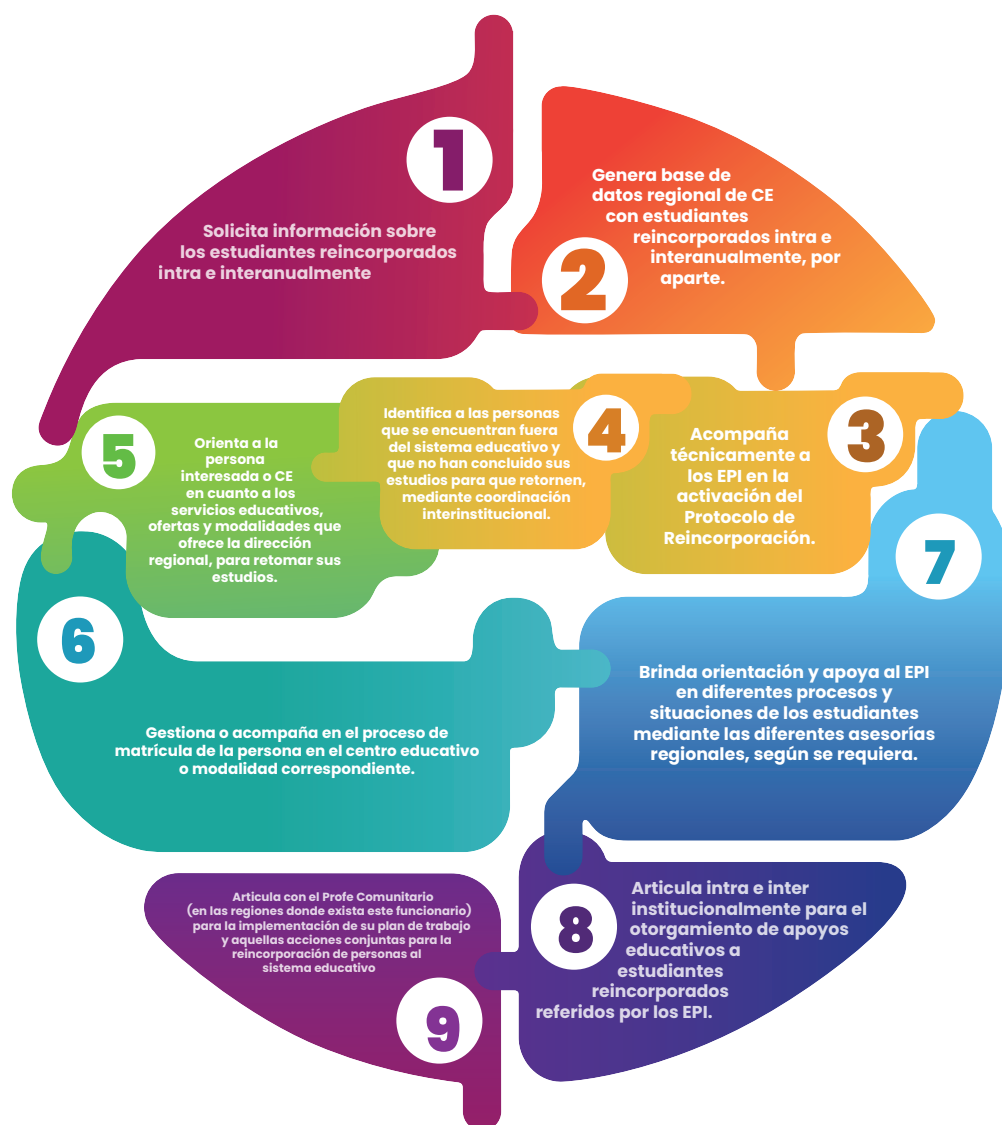 1
Solicita información sobre
los estudiantes reincorporados
intra e interanualmente
2
Genera base de
datos regional de CE
con estudiantes
reincorporados intra e
interanualmente, por
aparte.
3
Acompaña
técnicamente a
los EPI en la
activación del
Protocolo de
Reincorporación.
4
Identifica a las personas
que se encuentran fuera
del sistema educativo y
que no han concluido sus
estudios para que retornen,
mediante coordinación
interinstitucional.
5
Orienta a la
persona
interesada o CE
en cuanto a los
servicios educativos,
ofertas y modalidades que
ofrece la dirección
regional, para retomar sus
estudios.
6
Gestiona o acompaña en el proceso de
matrícula de la persona en el centro educativo
o modalidad correspondiente.
7
Brinda orientación y apoya al EPI
en diferentes procesos y
situaciones de los estudiantes
mediante las diferentes asesorías
regionales, según se requiera.
8
Articula intra e inter
institucionalmente para el
otorgamiento de apoyos
educativos a
estudiantes
reincorporados
referidos por los EPI.
9
Articula con el Profe Comunitario
(en las regiones donde exista este funcionario)
para la implementación de su plan de trabajo
y aquellas acciones conjuntas para la
reincorporación de personas al
sistema educativo